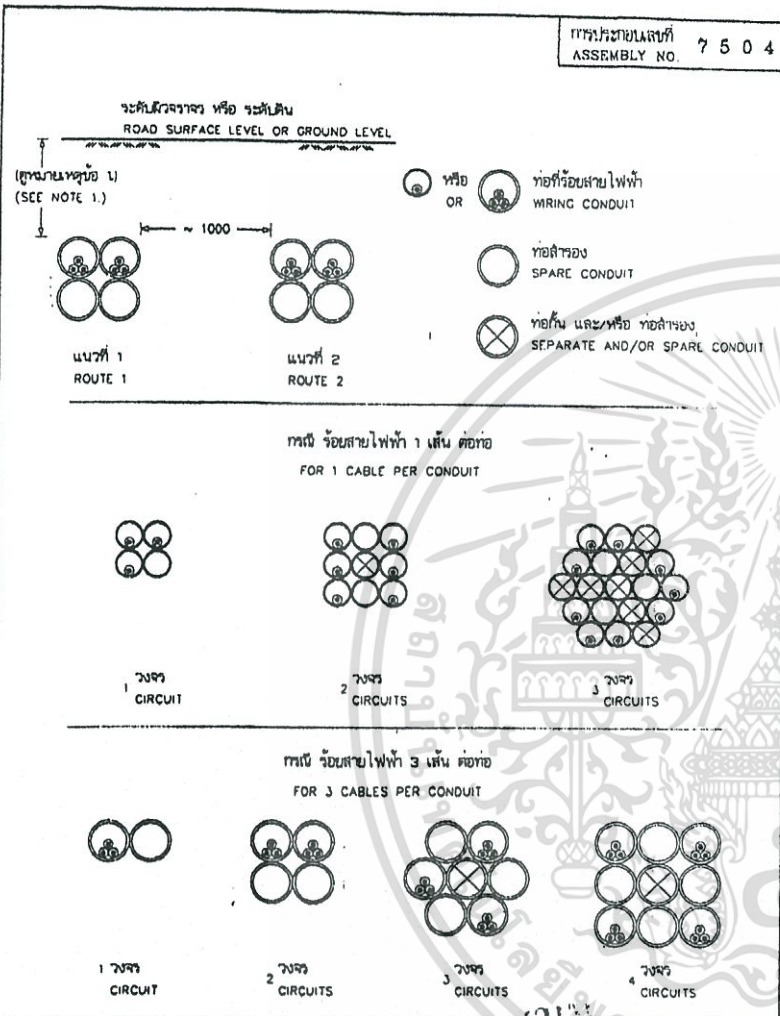 การประกอบเลขที่
ASSEMBLY NO. 7504
ระดับผิวจราจร หรือ ระดับดิน
ROAD SURFACE LEVEL OR GROUND LEVEL
(ดูหมายเหตุข้อ 1.)
(SEE NOTE 1.)
~ 1000
หรือ
OR
ท่อที่ร้อยสายไฟฟ้า
WIRING CONDUIT
ท่อสำรอง
SPARE CONDUIT
ท่อกั้น และ/หรือ ท่อสำรอง
SEPARATE AND/OR SPARE CONDUIT
แนวที่ 1
ROUTE 1
แนวที่ 2
ROUTE 2
กรณี ร้อยสายไฟฟ้า 1 เส้น ต่อท่อ
FOR 1 CABLE PER CONDUIT
1 วงจร
CIRCUIT
2 วงจร
CIRCUITS
3 วงจร
CIRCUITS
กรณี ร้อยสายไฟฟ้า 3 เส้น ต่อท่อ
FOR 3 CABLES PER CONDUIT
1 วงจร
CIRCUIT
2 วงจร
CIRCUITS
3 วงจร
CIRCUITS
4 วงจร
CIRCUITS